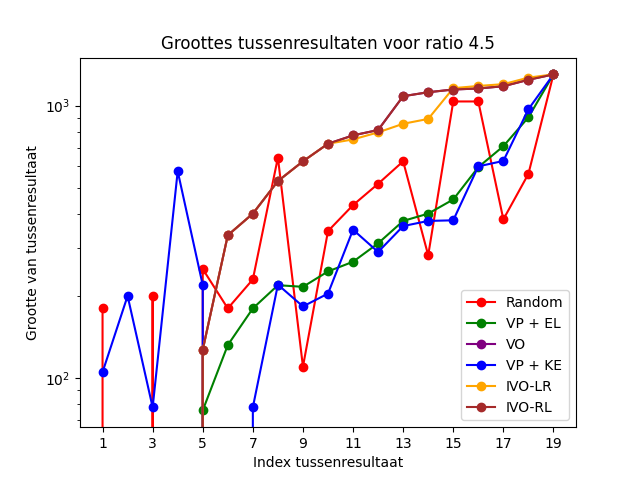 Groottes tussenresultaten voor ratio 4.5
Grootte van tussenresultaat
10³
10²
Random
VP + EL
VO
VP + KE
IVO-LR
IVO-RL
1 3 5 7 9 11 13 15 17 19
Index tussenresultaat